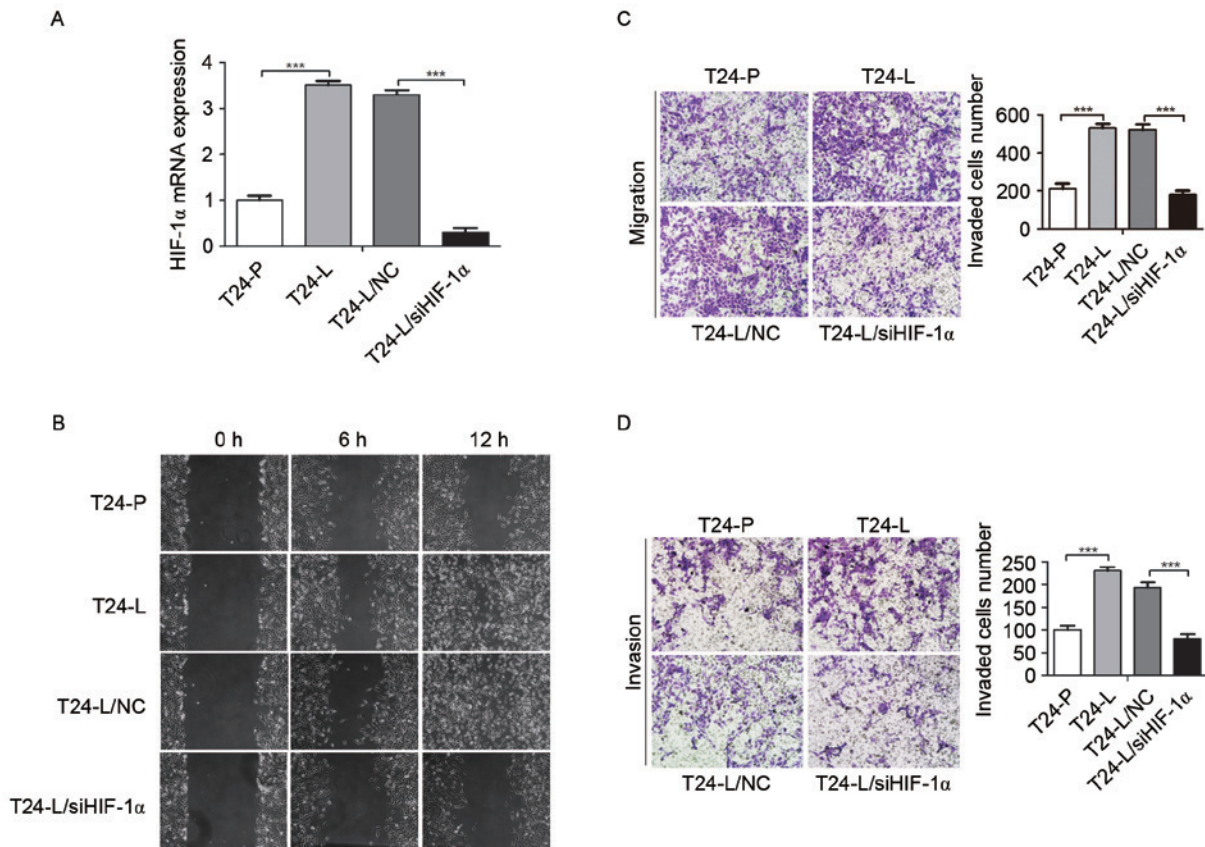 A
HIF-1α mRNA expression
4
3
2
1
0
***
***
T24-P
T24-L
T24-L/NC
T24-L/siHIF-1α
B
0 h
6 h
12 h
T24-P
T24-L
T24-L/NC
T24-L/siHIF-1α
C
Migration
T24-P
T24-L
T24-L/NC
T24-L/siHIF-1α
Invaded cells number
600
400
200
0
***
***
T24-P
T24-L
T24-L/NC
T24-L/siHIF-1α
D
Invasion
T24-P
T24-L
T24-L/NC
T24-L/siHIF-1α
Invaded cells number
250
200
150
100
50
0
***
***
T24-P
T24-L
T24-L/NC
T24-L/siHIF-1α